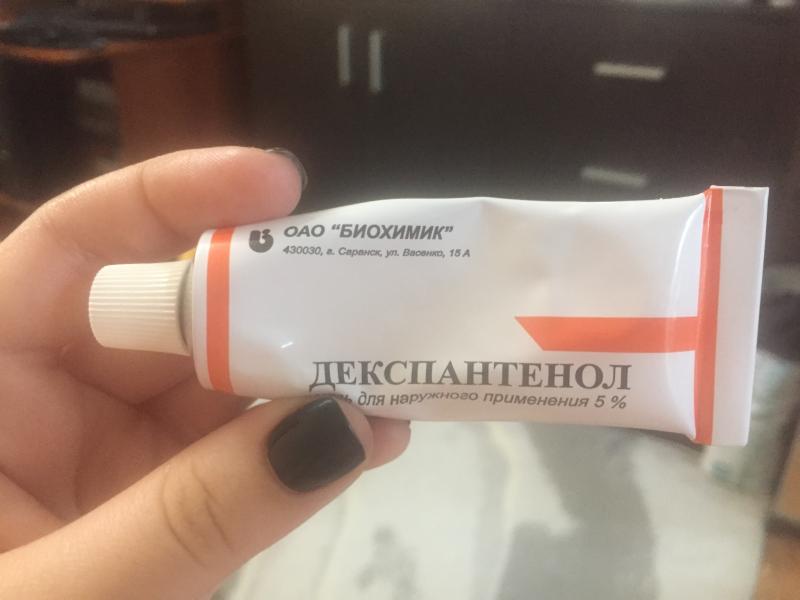 ОАО "БИОХИМИК"
430030, г. Саранск, ул. Васенко, 15 А
ДЕКСПАНТЕНОЛ
для наружного применения 5 %